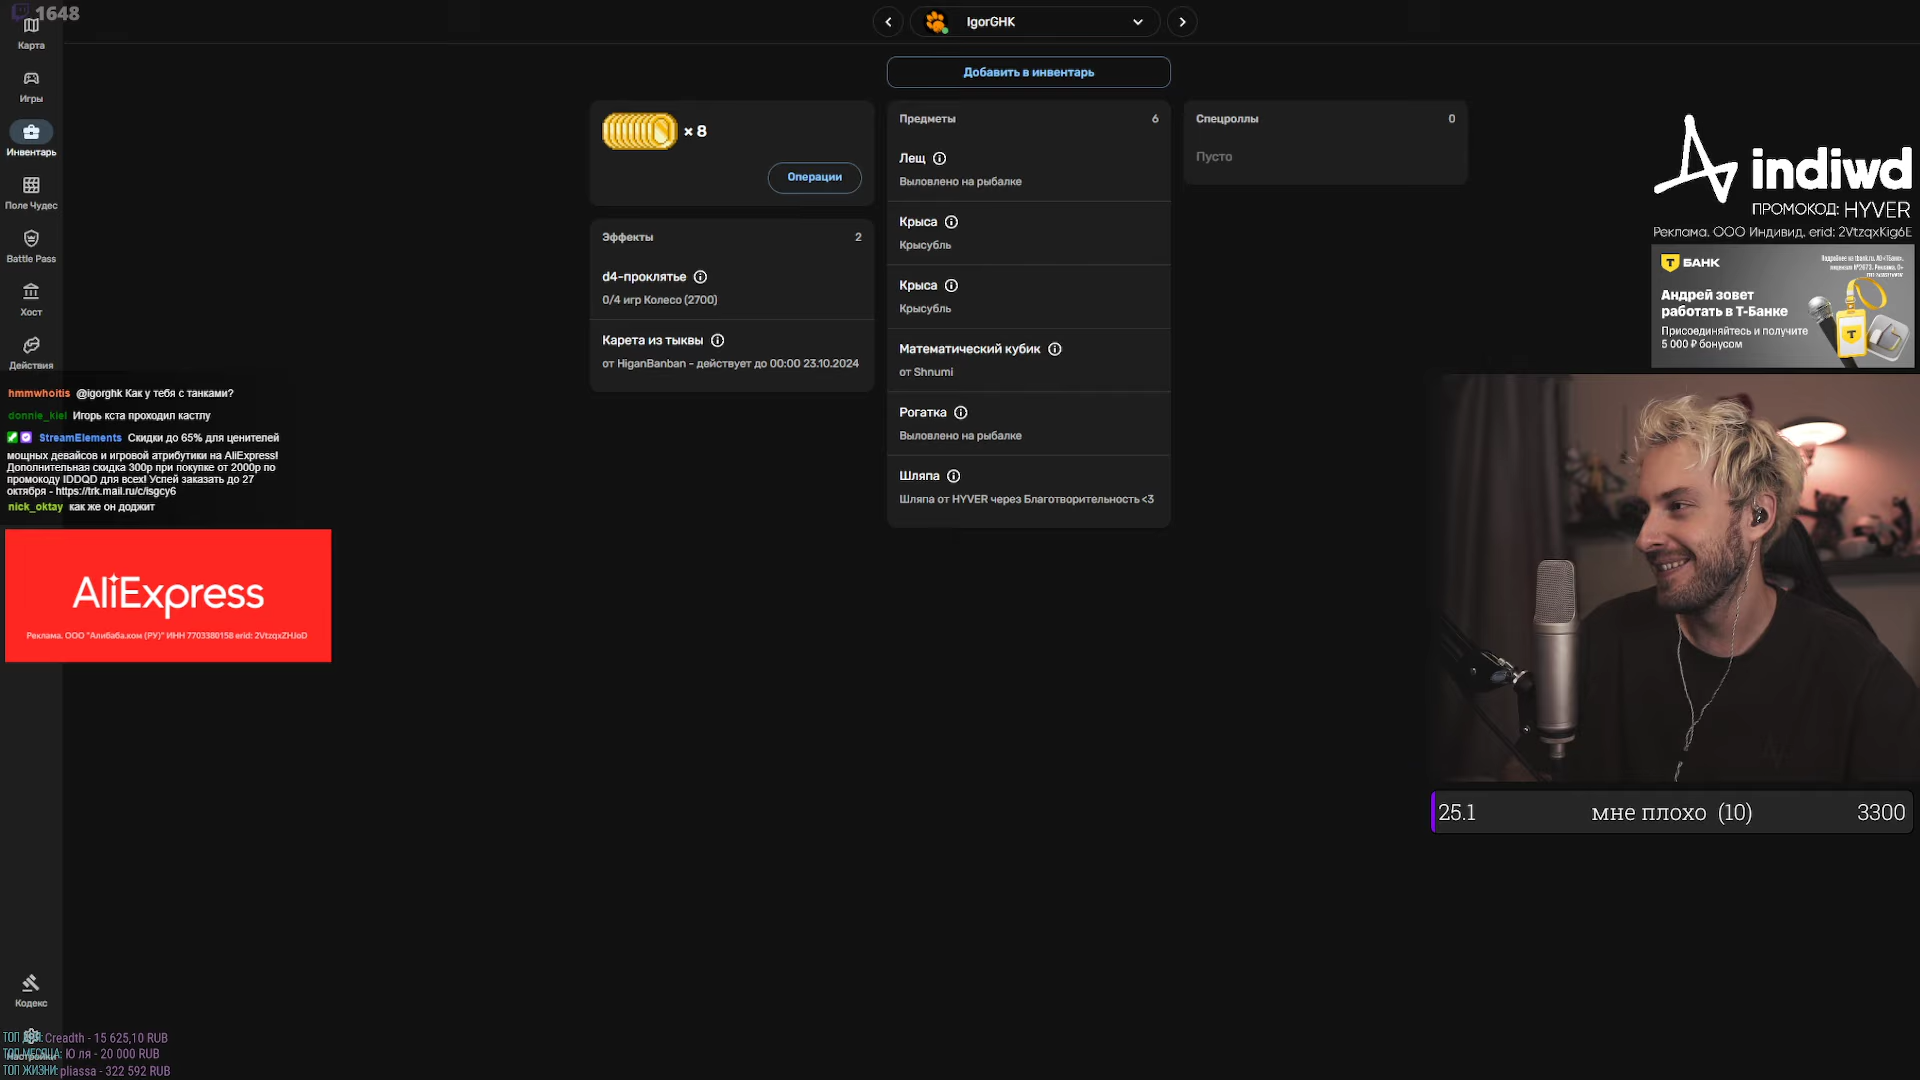 1648
Карта
Игры
Инвентарь
Поле Чудес
Battle Pass
Хост
Действия
IgorGHK
Добавить в инвентарь
× 8
Операции
Эффекты 2
d4-проклятье
0/4 игр Колесо (2700)
Карета из тыквы
от HiganBanban - действует до 00:00 23.10.2024
Предметы 6
Лещ
Выловлено на рыбалке
Крыса
Крысубль
Крыса
Крысубль
Математический кубик
от Shnumi
Рогатка
Выловлено на рыбалке
Шляпа
Шляпа от HYVER через Благотворительность <3
Спецроллы 0
Пусто
indiwd
ПРОМОКОД: HYVER
Реклама. ООО Индивид, erid: 2VtzqxKig6E
Т БАНК
Андрей зовет
работать в Т-Банке
Присоединяйтесь и получите
5 000 ₽ бонусом
hmmwhoitis @igorghk Как у тебя с танками?
donnie_kiel Игорь кста проходил кастлу
StreamElements Скидки до 65% для ценителей
мощных девайсов и игровой атрибутики на AliExpress!
Дополнительная скидка 300р при покупке от 2000р по
промокоду IDDQD для всех! Успей заказать до 27
октября - https://trk.mail.ru/c/isgcy6
nick_oktay как же он доджит
AliExpress
Реклама. ООО "Алибаба.ком (РУ)" ИНН 7703380158 erid: 2VtzqxZHJoD
25.1 мне плохо (10) 3300
Кодекс
Настройки
ТОП ДНЯ: Creadth - 15 625,10 RUB
ТОП МЕСЯЦА: Ю ля - 20 000 RUB
ТОП ЖИЗНИ: pliassa - 322 592 RUB